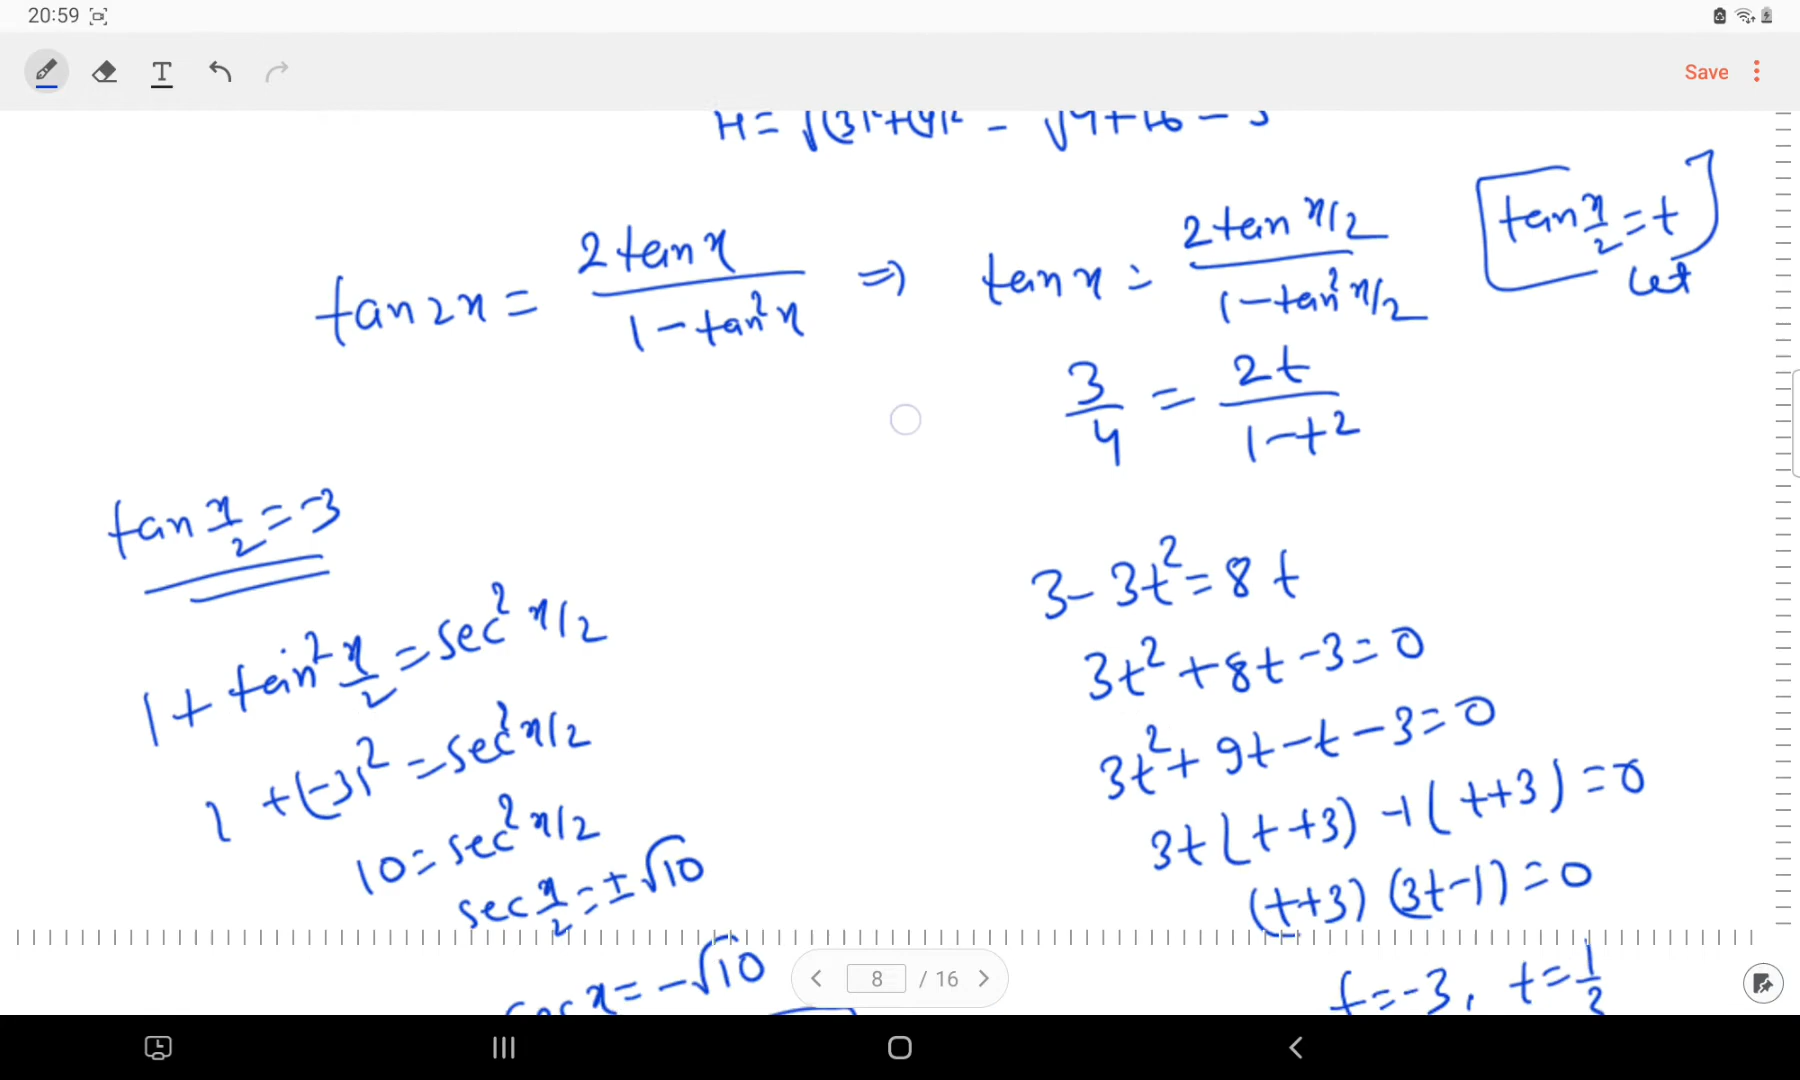 20:59
Save
H = √(3)²+(4)² = √9+16 = 5
tan 2x = 2 tan x / 1 - tan² x ⇒ tan x = 2 tan x/2 / 1 - tan² x/2
[tan x/2 = t] let
3/4 = 2t / 1-t²
tan x/2 = -3
3 - 3t² = 8t
1 + tan² x/2 = sec² x/2
3t² + 8t - 3 = 0
1 + (-3)² = sec² x/2
3t² + 9t - t - 3 = 0
10 = sec² x/2
3t(t+3) -1(t+3) = 0
sec x/2 = ±√10
(t+3) (3t-1) = 0
sec x = -√10
t = -3, t = 1/3
8 / 16